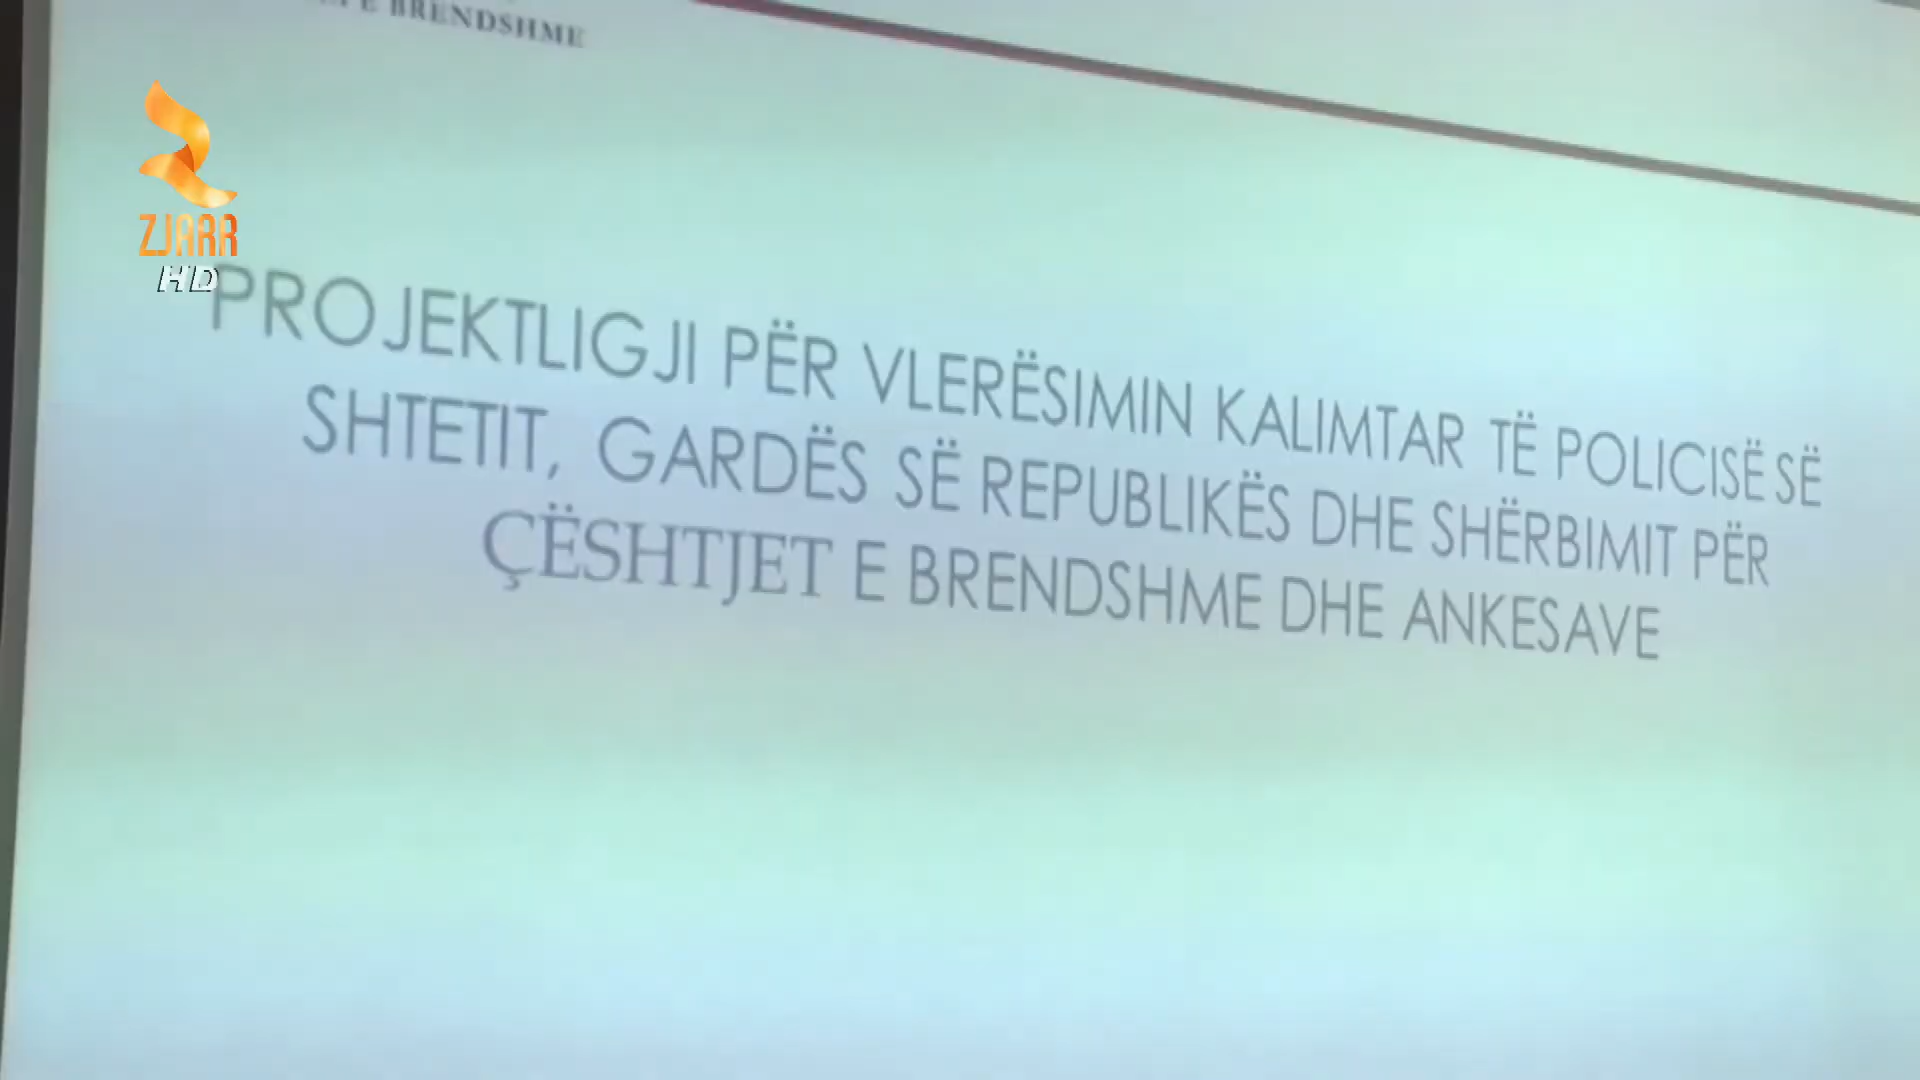 E BRENDSHME
ZJARR
HD
PROJEKTLIGJI PËR VLERËSIMIN KALIMTAR TË POLICISË SË
SHTETIT, GARDËS SË REPUBLIKËS DHE SHËRBIMIT PËR
ÇËSHTJET E BRENDSHME DHE ANKESAVE